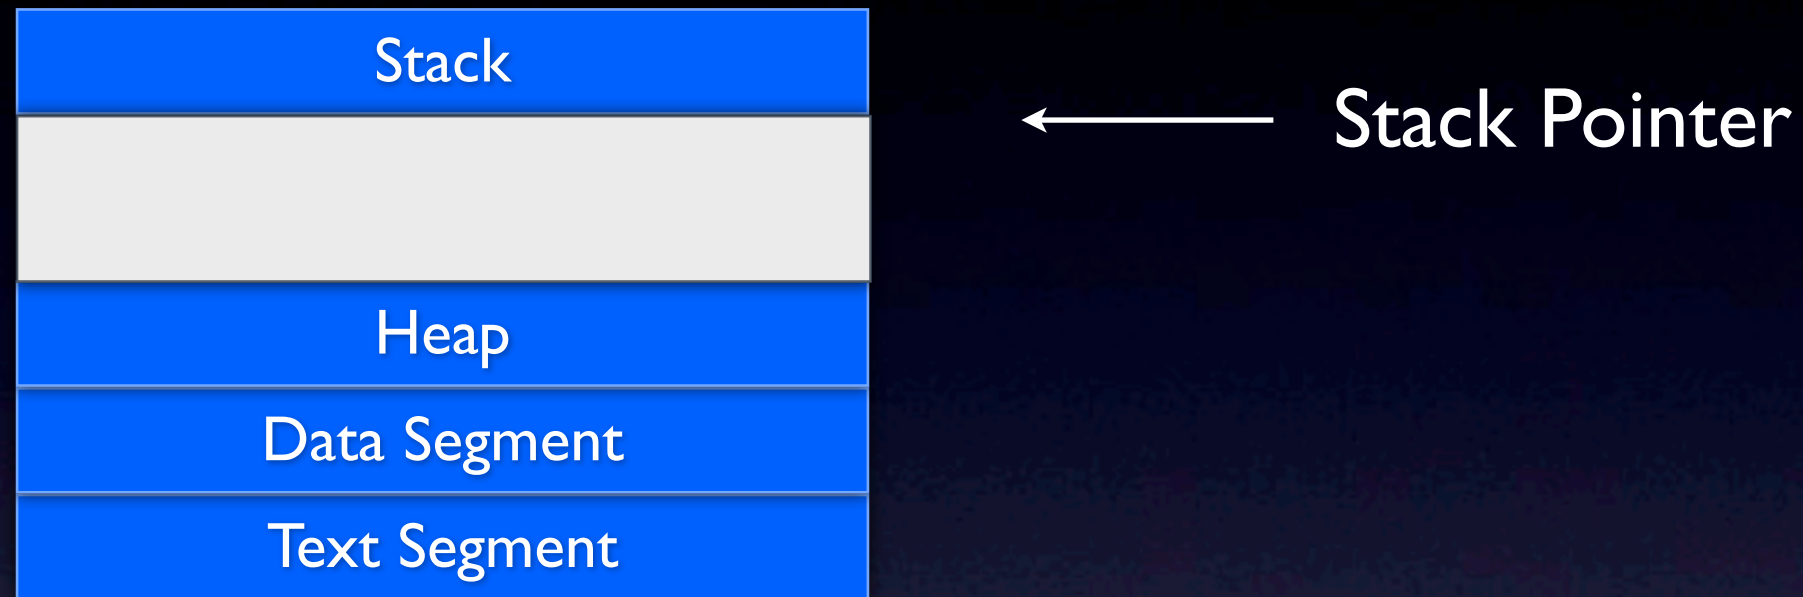 Stack
Stack Pointer
Heap
Data Segment
Text Segment